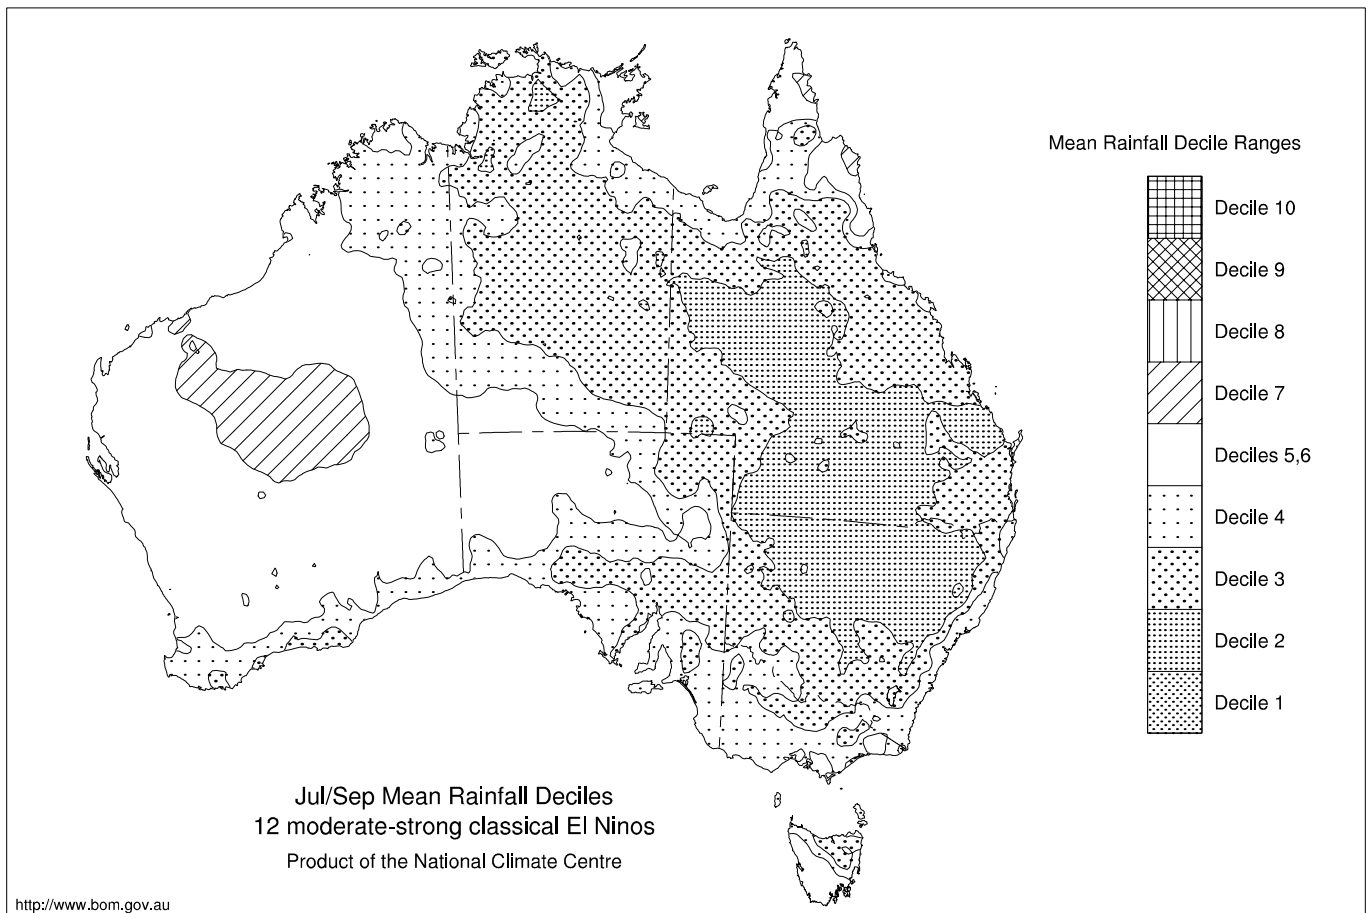 Mean Rainfall Decile Ranges
Decile 10
Decile 9
Decile 8
Decile 7
Deciles 5,6
Decile 4
Decile 3
Decile 2
Decile 1
Jul/Sep Mean Rainfall Deciles
12 moderate-strong classical El Ninos
Product of the National Climate Centre
http://www.bom.gov.au